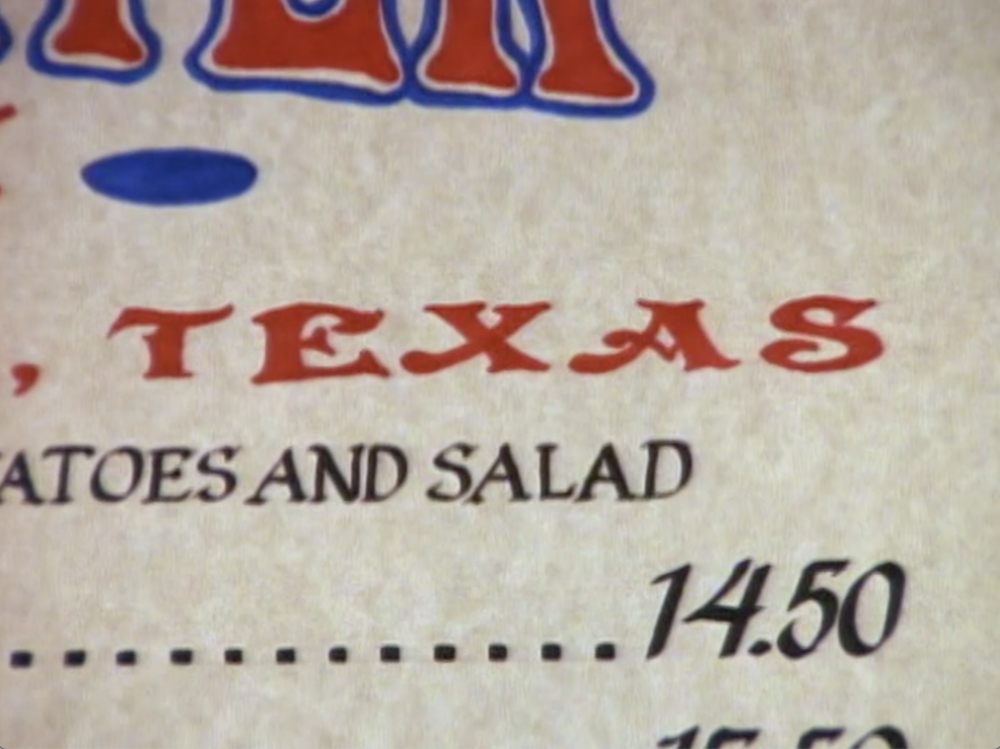 , TEXAS
ATOES AND SALAD
.............14.50